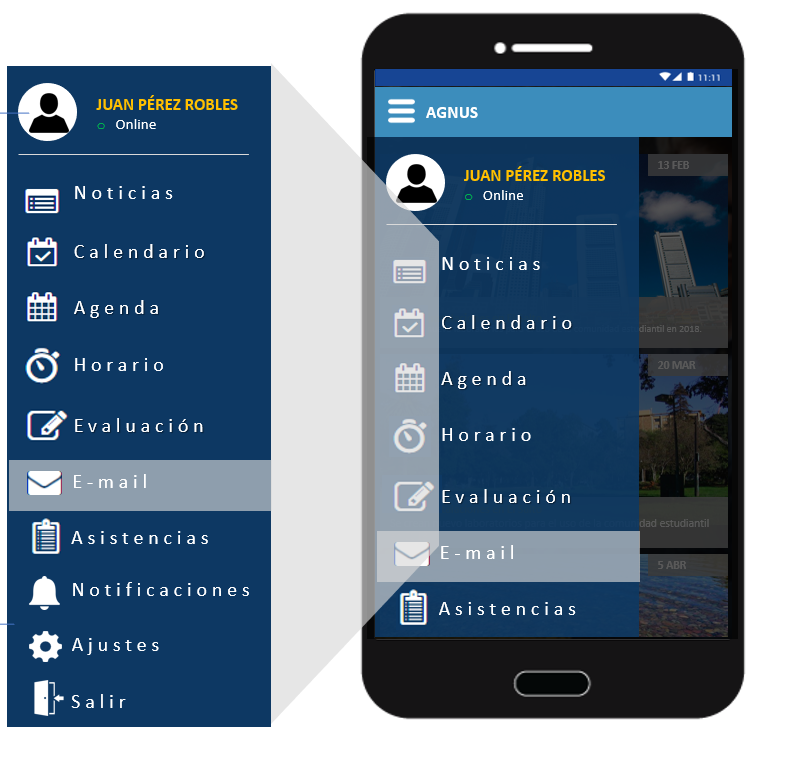 JUAN PÉREZ ROBLES
Online
Noticias
Calendario
Agenda
Horario
Evaluación
E-mail
Asistencias
Notificaciones
Ajustes
Salir
11:11
AGNUS
JUAN PÉREZ ROBLES
Online
Noticias
Calendario
Agenda
Horario
Evaluación
E-mail
Asistencias
13 FEB
diantil en 2018.
20 MAR
dad estudiantil
5 ABR